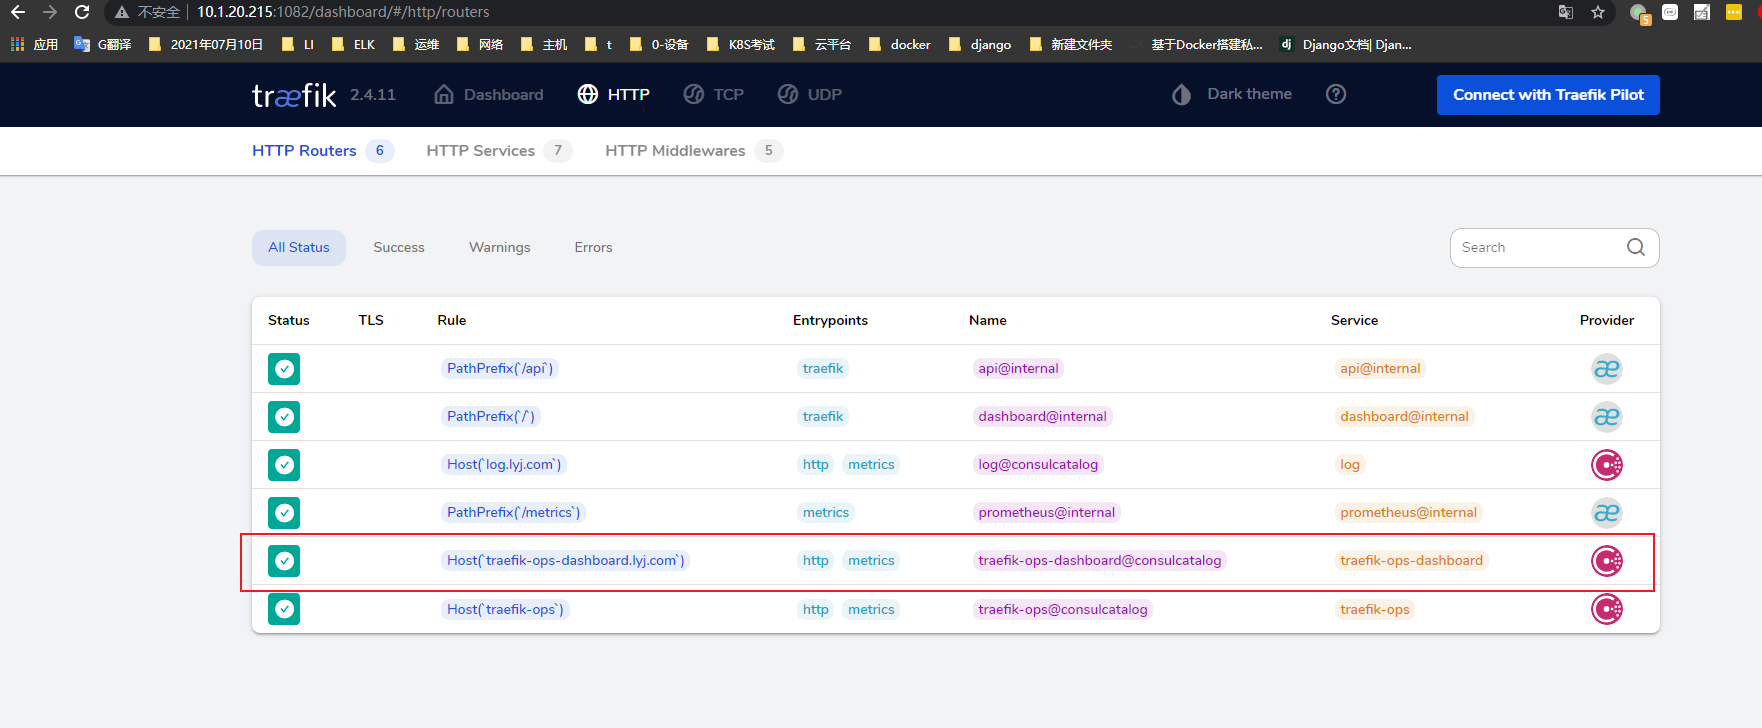 不安全 10.1.20.215:1082/dashboard/#/http/routers
应用 G翻译 2021年07月10日 LI ELK 运维 网络 主机 t 0-设备 K8S考试 云平台 docker django 新建文件夹 基于Docker搭建私... dj Django文档| Djan...
træfik 2.4.11 Dashboard HTTP TCP UDP Dark theme Connect with Traefik Pilot
HTTP Routers 6 HTTP Services 7 HTTP Middlewares 5
All Status Success Warnings Errors Search
Status TLS Rule Entrypoints Name Service Provider
PathPrefix(`/api`) traefik api@internal api@internal
PathPrefix(`/`) traefik dashboard@internal dashboard@internal
Host(`log.lyj.com`) http metrics log@consulcatalog log
PathPrefix(`/metrics`) metrics prometheus@internal prometheus@internal
Host(`traefik-ops-dashboard.lyj.com`) http metrics traefik-ops-dashboard@consulcatalog traefik-ops-dashboard
Host(`traefik-ops`) http metrics traefik-ops@consulcatalog traefik-ops